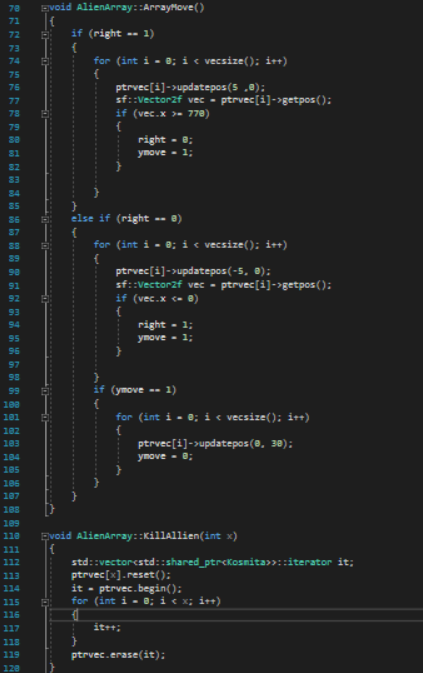 70 void AlienArray::ArrayMove()
71 {
72 if (right == 1)
73 {
74 for (int i = 0; i < vecsize(); i++)
75 {
76 ptrvec[i]->updatepos(5 ,0);
77 sf::Vector2f vec = ptrvec[i]->getpos();
78 if (vec.x >= 770)
79 {
80 right = 0;
81 ymove = 1;
82 }
83
84 }
85 }
86 else if (right == 0)
87 {
88 for (int i = 0; i < vecsize(); i++)
89 {
90 ptrvec[i]->updatepos(-5, 0);
91 sf::Vector2f vec = ptrvec[i]->getpos();
92 if (vec.x <= 0)
93 {
94 right = 1;
95 ymove = 1;
96 }
97
98 }
99 if (ymove == 1)
100 {
101 for (int i = 0; i < vecsize(); i++)
102 {
103 ptrvec[i]->updatepos(0, 30);
104 ymove = 0;
105 }
106 }
107 }
108 }
109
110 void AlienArray::KillAllien(int x)
111 {
112 std::vector<std::shared_ptr<Kosmita>>::iterator it;
113 ptrvec[x].reset();
114 it = ptrvec.begin();
115 for (int i = 0; i < x; i++)
116 {
117 it++;
118 }
119 ptrvec.erase(it);
120 }